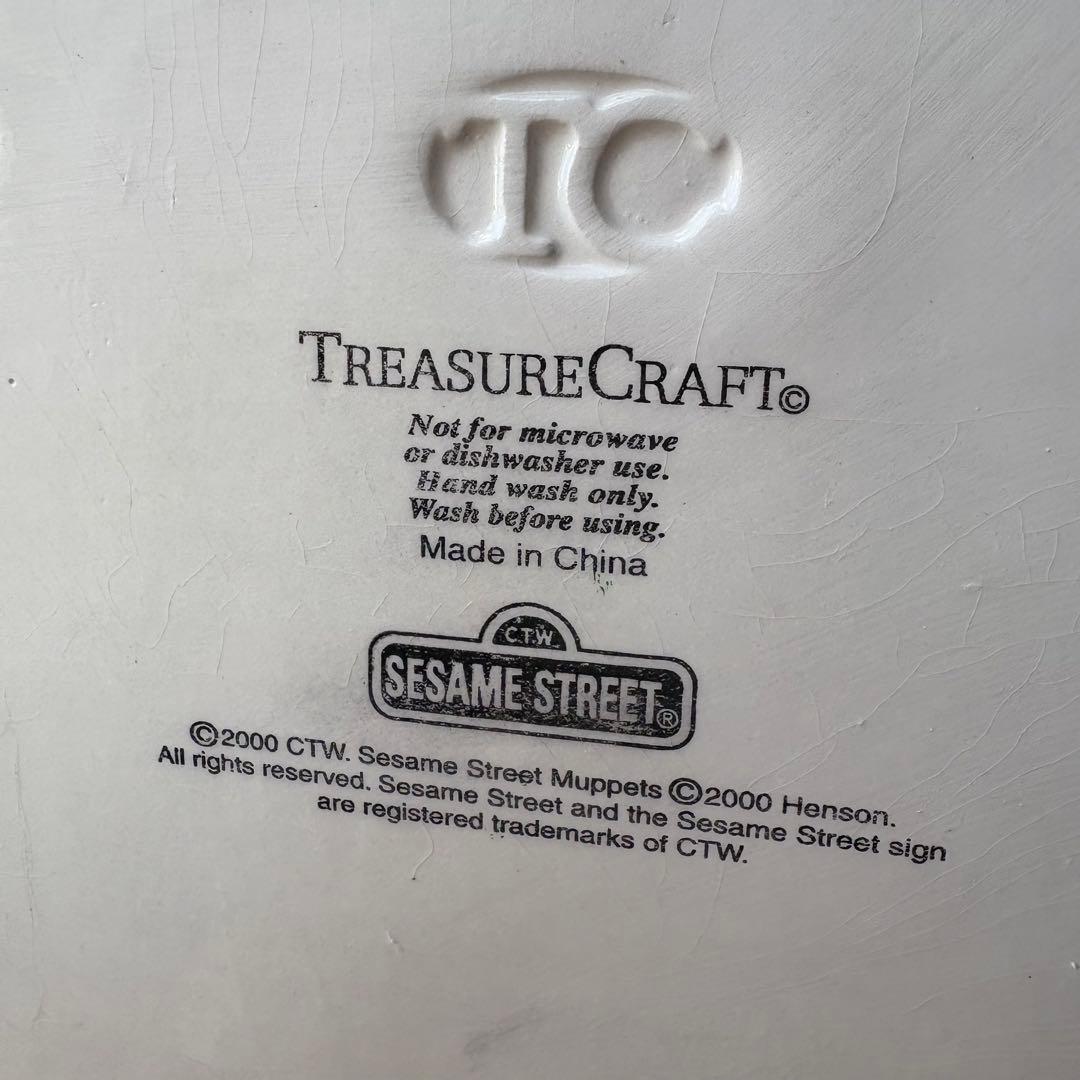 TC
TREASURECRAFT©
Not for microwave
or dishwasher use.
Hand wash only.
Wash before using.
Made in China
C.T.W.
SESAME STREET®
©2000 CTW. Sesame Street Muppets ©2000 Henson.
All rights reserved. Sesame Street and the Sesame Street sign
are registered trademarks of CTW.